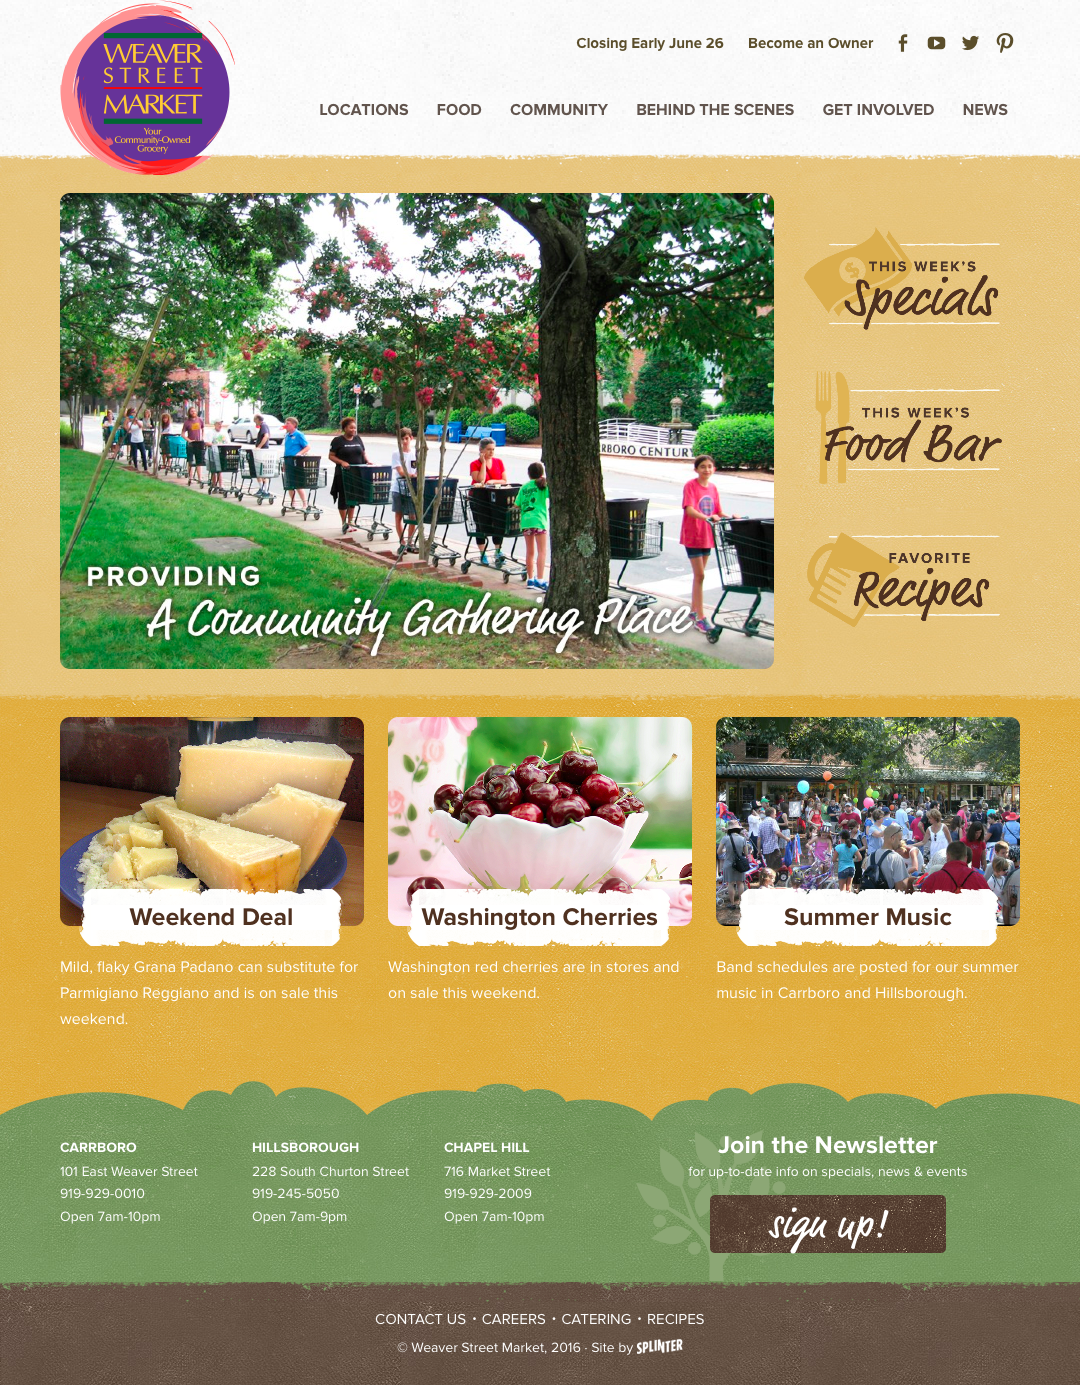 WEAVER
STREET
MARKET
Your
Community-Owned
Grocery
Closing Early June 26
Become an Owner
LOCATIONS
FOOD
COMMUNITY
BEHIND THE SCENES
GET INVOLVED
NEWS
RBORO CENTURY
PROVIDING
A Community Gathering Place
THIS WEEK'S
Specials
THIS WEEK'S
Food Bar
FAVORITE
Recipes
Weekend Deal
Mild, flaky Grana Padano can substitute for
Parmigiano Reggiano and is on sale this
weekend.
Washington Cherries
Washington red cherries are in stores and
on sale this weekend.
Summer Music
Band schedules are posted for our summer
music in Carrboro and Hillsborough.
CARRBORO
101 East Weaver Street
919-929-0010
Open 7am-10pm
HILLSBOROUGH
228 South Churton Street
919-245-5050
Open 7am-9pm
CHAPEL HILL
716 Market Street
919-929-2009
Open 7am-10pm
Join the Newsletter
for up-to-date info on specials, news & events
sign up!
CONTACT US • CAREERS • CATERING • RECIPES
© Weaver Street Market, 2016 · Site by SPLINTER